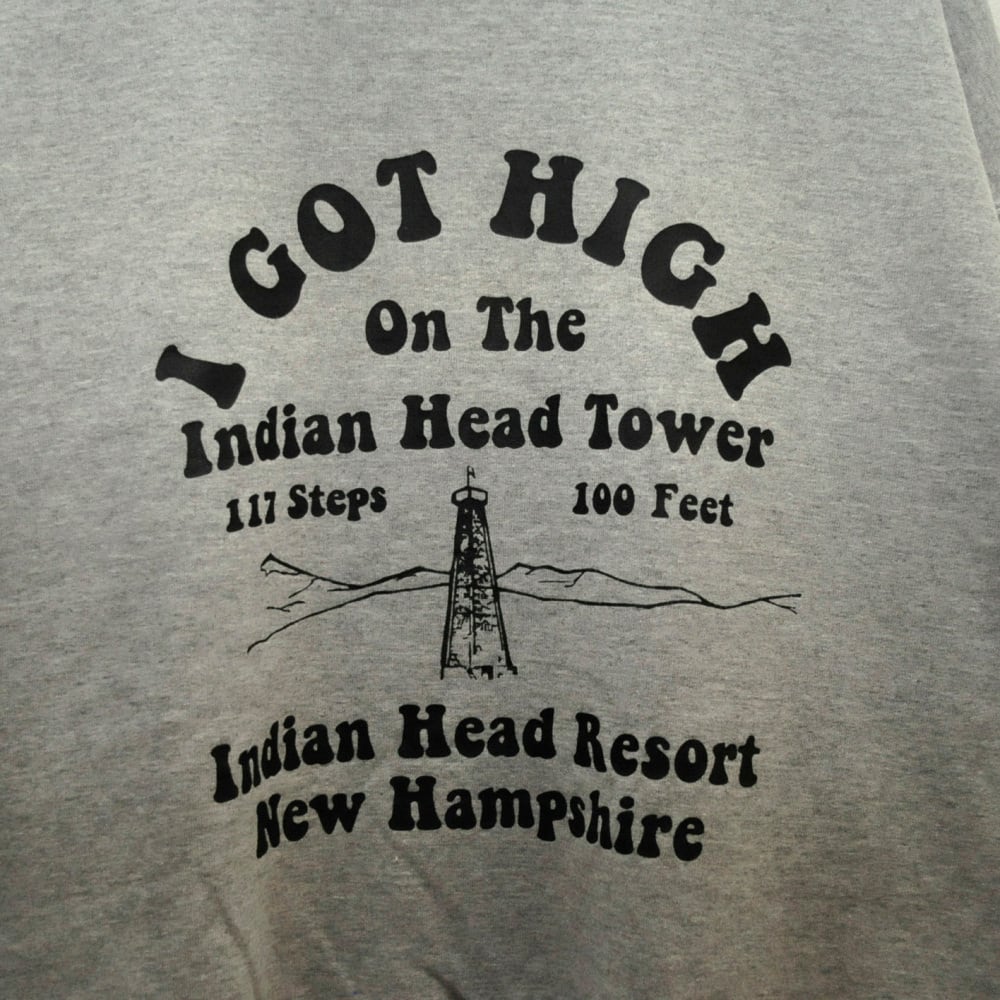 I GOT HIGH
On The
Indian Head Tower
117 Steps 100 Feet
Indian Head Resort
New Hampshire